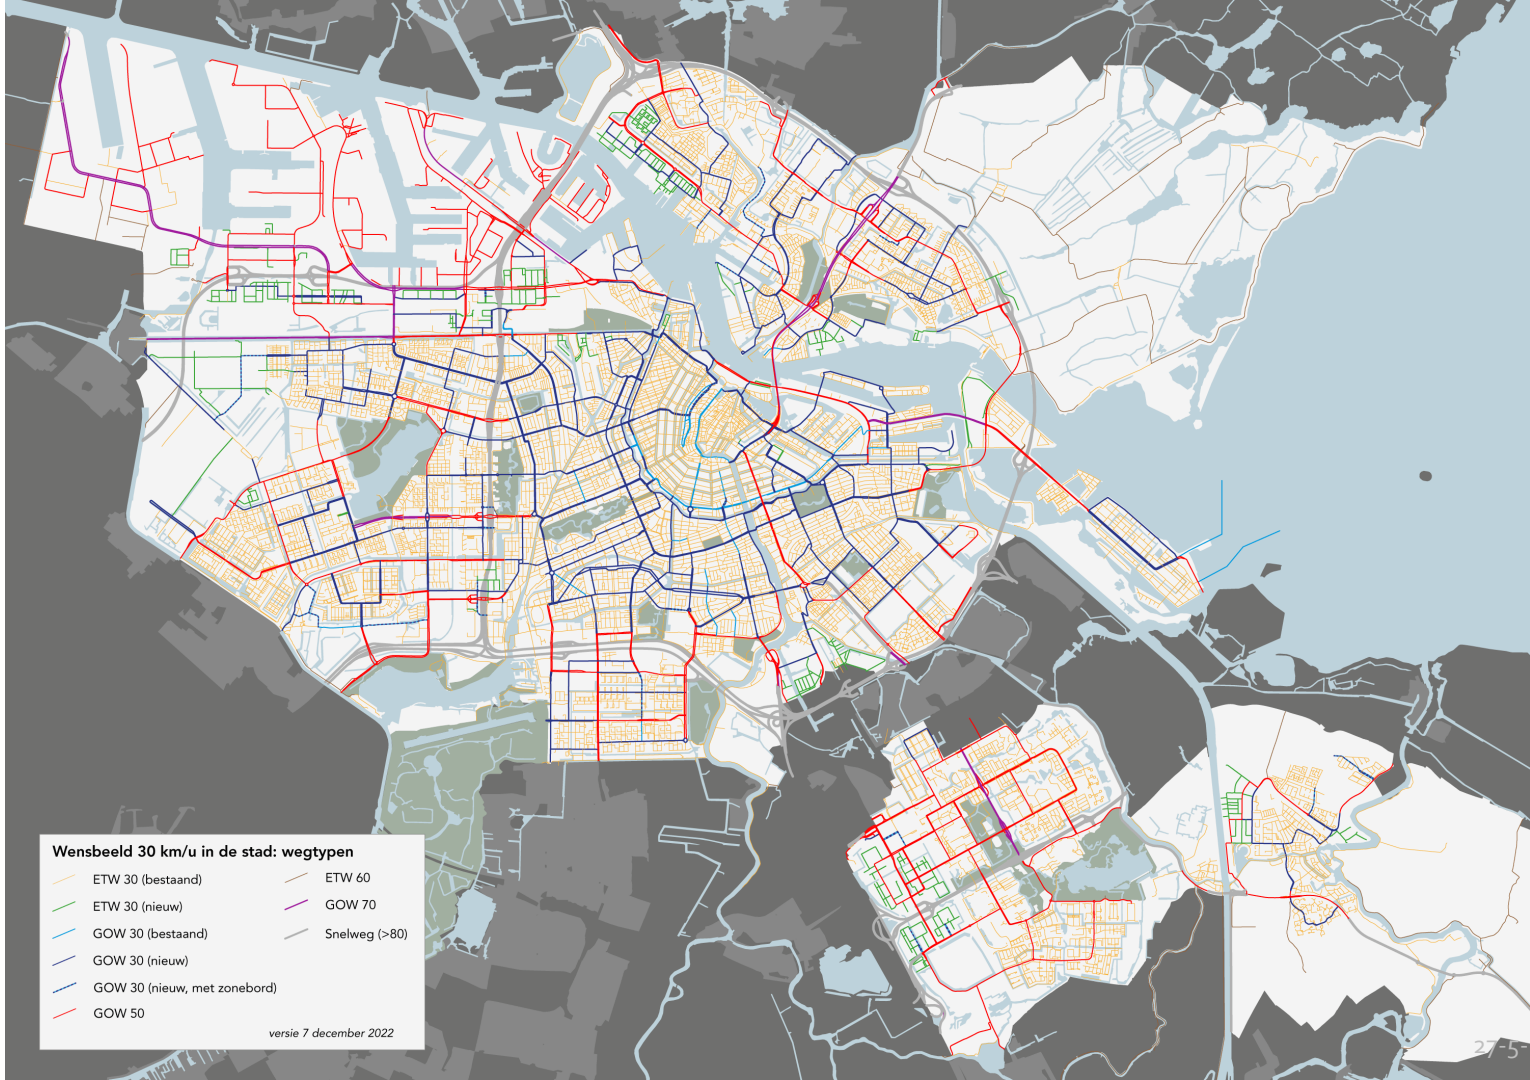 Wensbeeld 30 km/u in de stad: wegtypen
ETW 30 (bestaand)
ETW 30 (nieuw)
GOW 30 (bestaand)
GOW 30 (nieuw)
GOW 30 (nieuw, met zonebord)
GOW 50
ETW 60
GOW 70
Snelweg (>80)
versie 7 december 2022
27-5-